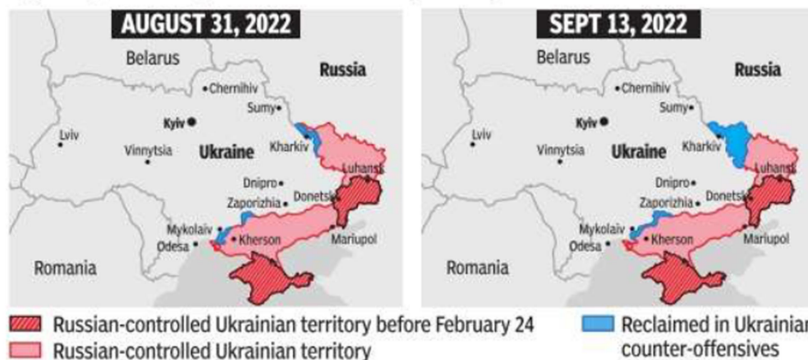 AUGUST 31, 2022
Belarus
Russia
Chernihiv
Sumy
Kyiv
Lviv
Vinnytsia
Ukraine
Kharkiv
Luhansk
Dnipro
Donetsk
Zaporizhia
Mykolaiv
Kherson
Odesa
Mariupol
Romania
SEPT 13, 2022
Belarus
Russia
Chernihiv
Sumy
Kyiv
Lviv
Vinnytsia
Ukraine
Kharkiv
Luhansk
Dnipro
Donetsk
Zaporizhia
Mykolaiv
Kherson
Odesa
Mariupol
Romania
Russian-controlled Ukrainian territory before February 24
Russian-controlled Ukrainian territory
Reclaimed in Ukrainian
counter-offensives